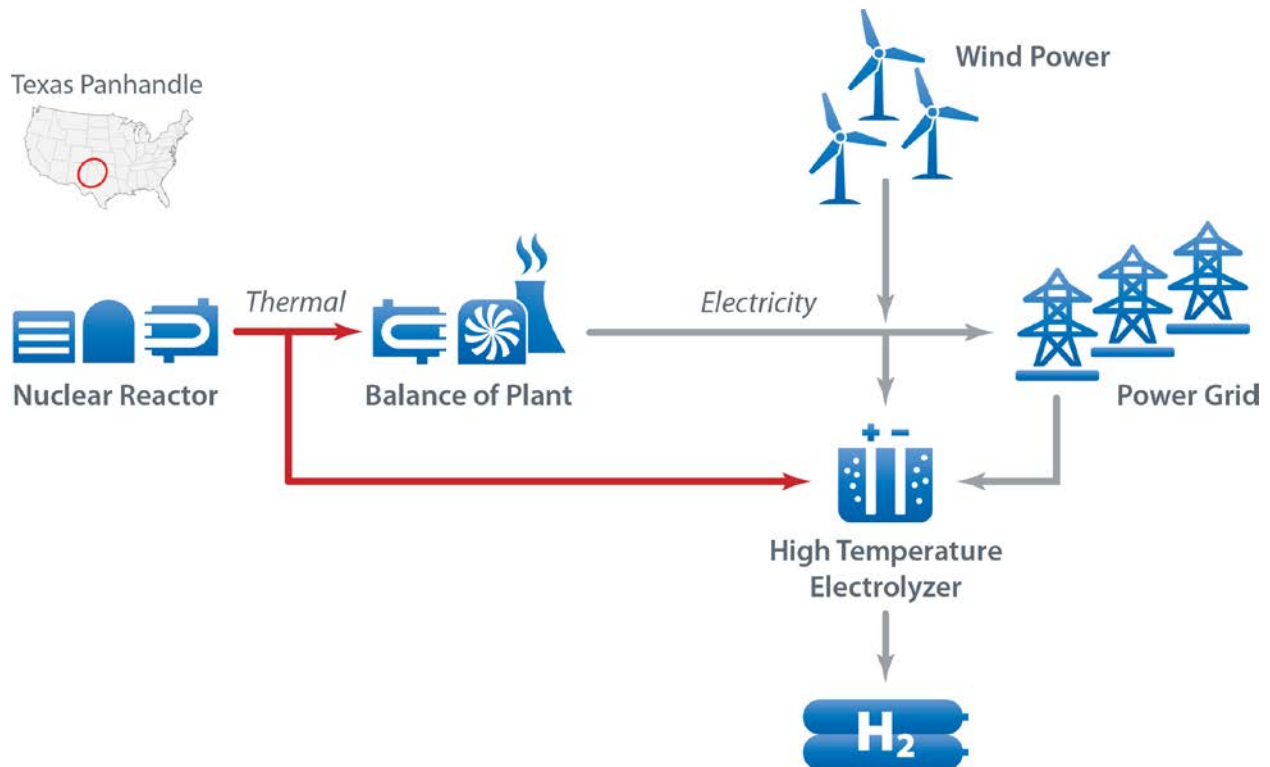 Texas Panhandle
Wind Power
Thermal
Electricity
Nuclear Reactor
Balance of Plant
Power Grid
+ −
High Temperature
Electrolyzer
H₂